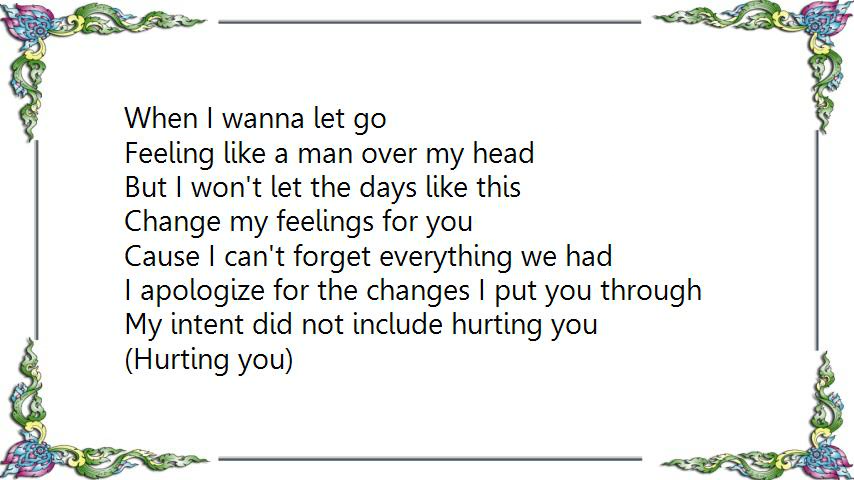 When I wanna let go
Feeling like a man over my head
But I won't let the days like this
Change my feelings for you
Cause I can't forget everything we had
I apologize for the changes I put you through
My intent did not include hurting you
(Hurting you)